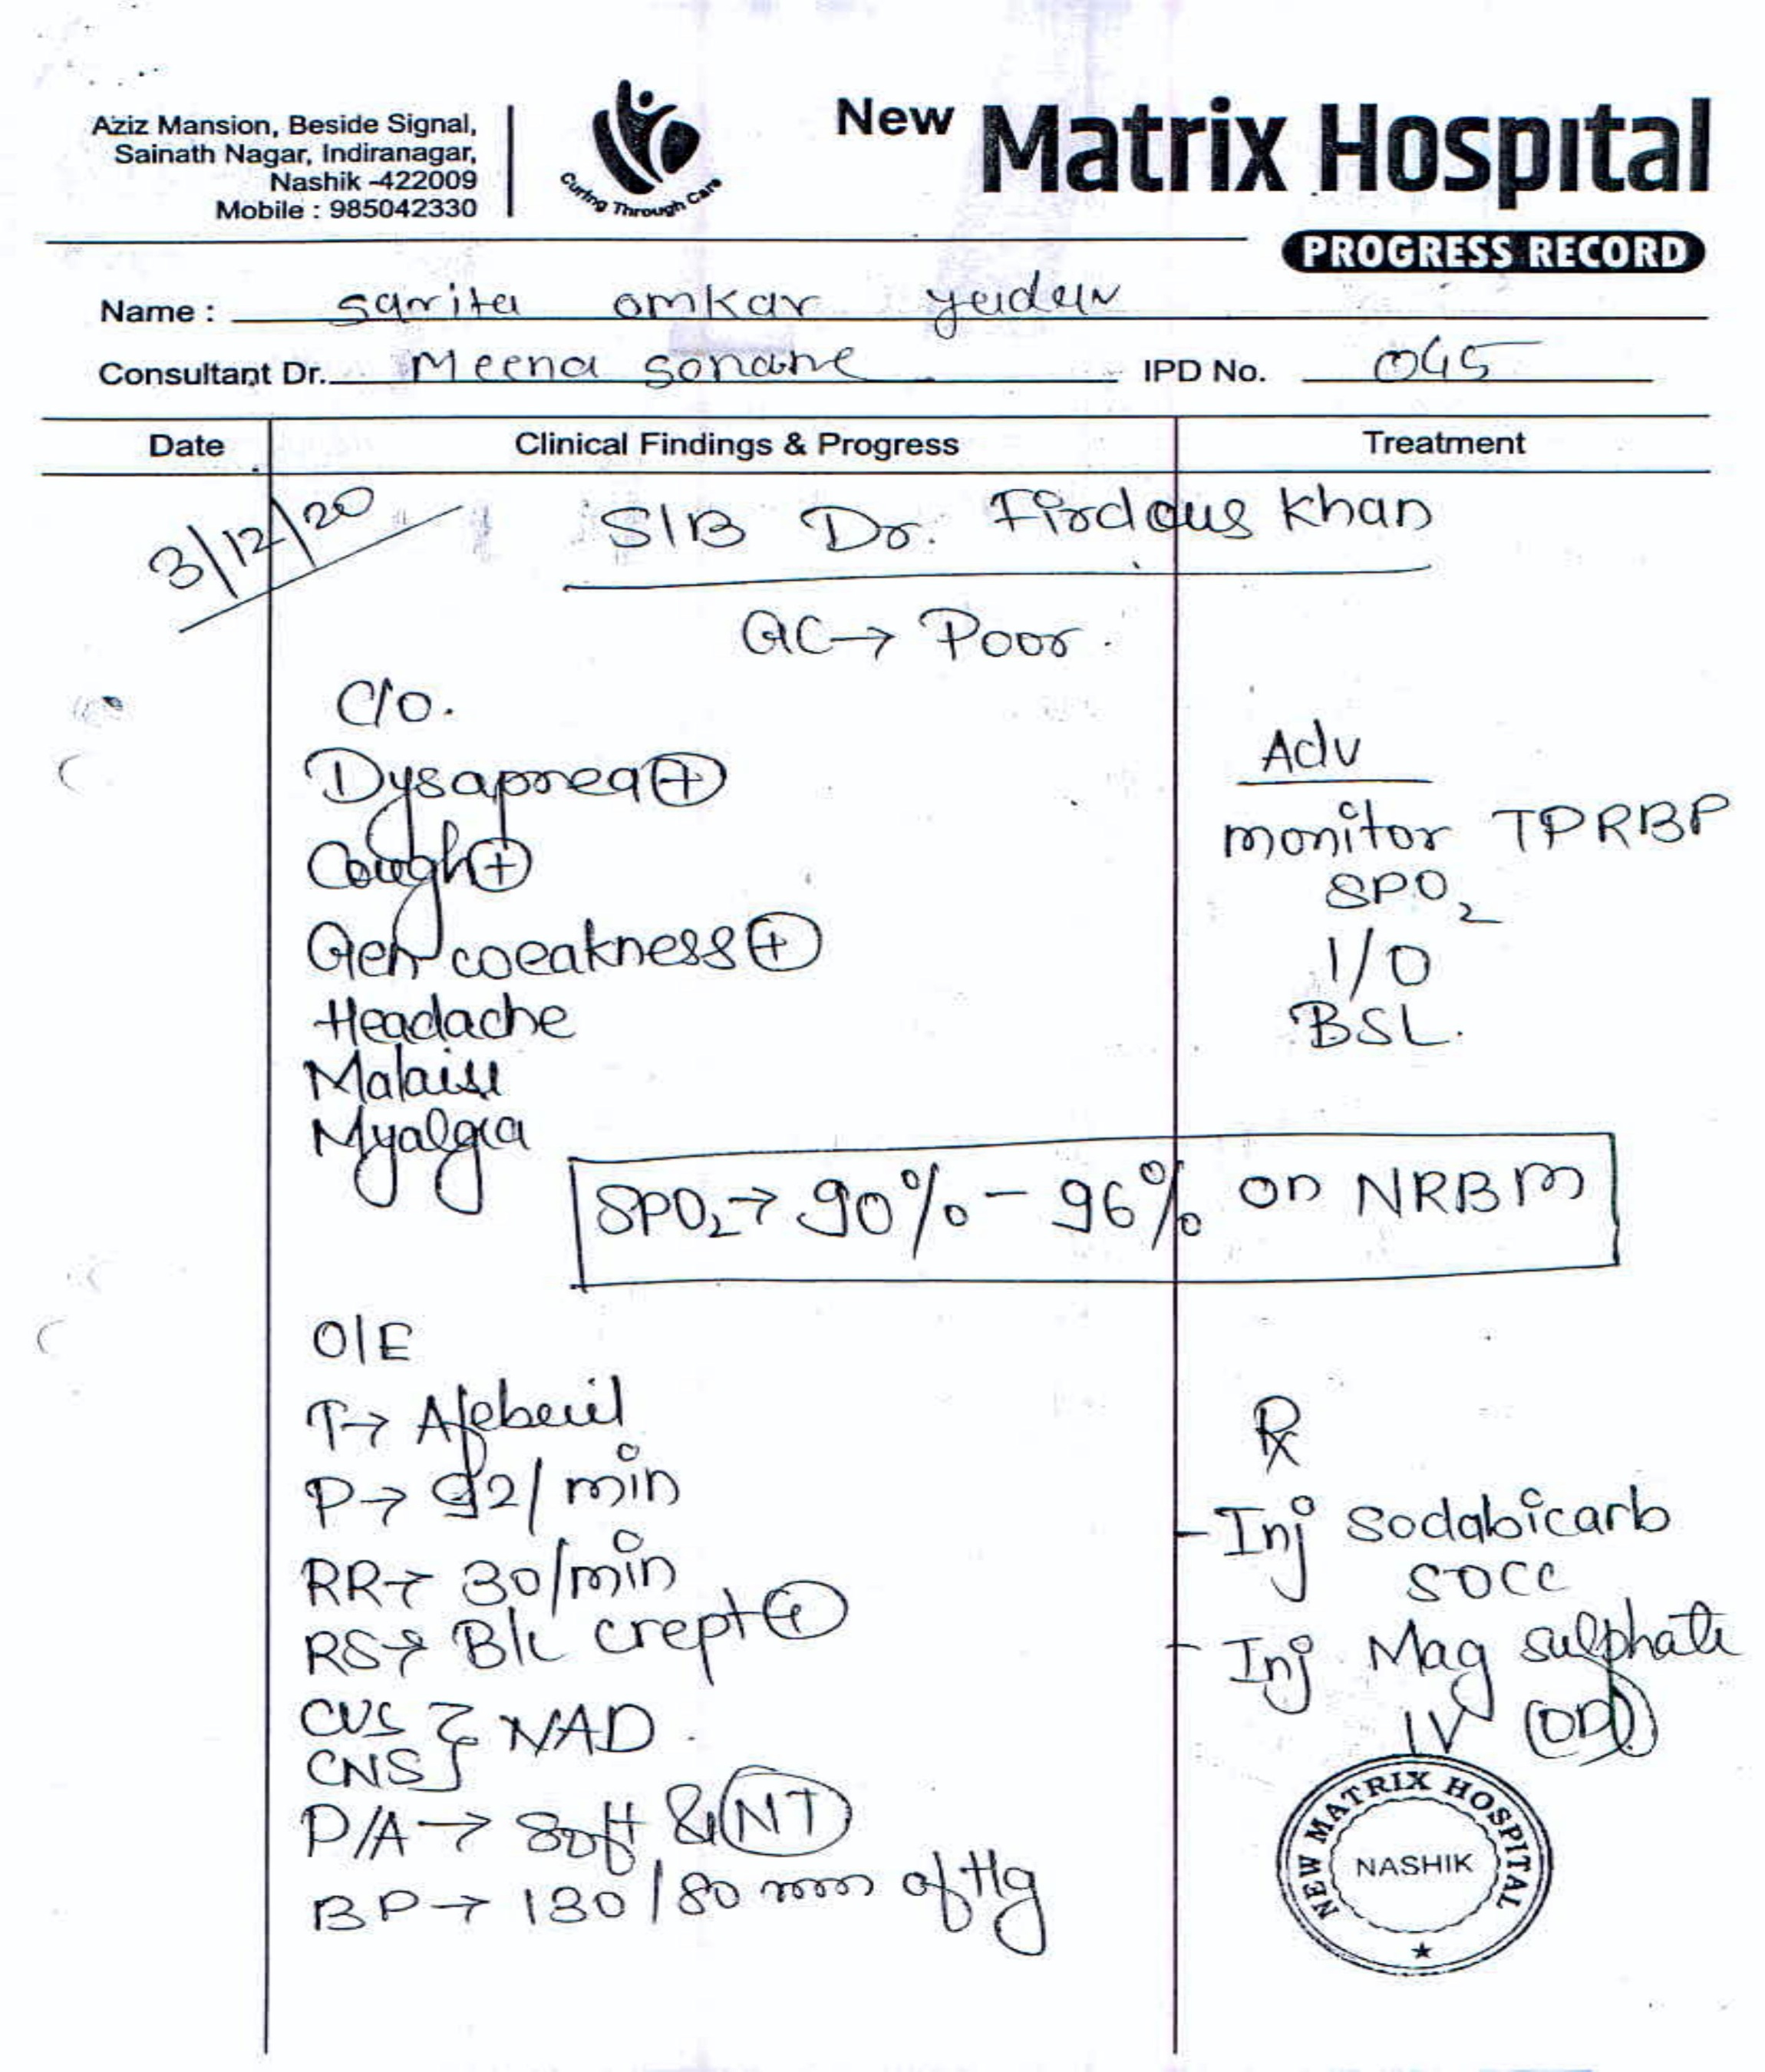 Aziz Mansion, Beside Signal,
Sainath Nagar, Indiranagar,
Nashik -422009
Mobile : 985042330
Curing Through Care
New Matrix Hospital
PROGRESS RECORD
Name : Sarita omkar yadav
Consultant Dr. Meena Sonane IPD No. 045
Date Clinical Findings & Progress Treatment
3/12/20 S/B Dr. Firdous Khan
GC→ Poor.
C/O.
Dysapnea (+)
Cough (+)
Gen weakness (+)
Headache
Malaise
Myalgia
Adv
monitor TPRBP
SPO2
I/O
BSL.
SPO2→ 90% - 96% on NRBM
O/E
T→ Afebril
P→ 92/min
RR→ 30/min
RS→ B/L crept (+)
CVS } NAD.
CNS
P/A→ Soft & NT
BP→ 130/80 mm of Hg
Rx
- Inj Sodabicarb
50CC
- Inj Mag sulphate
IV (OD)
NEW MATRIX HOSPITAL
NASHIK